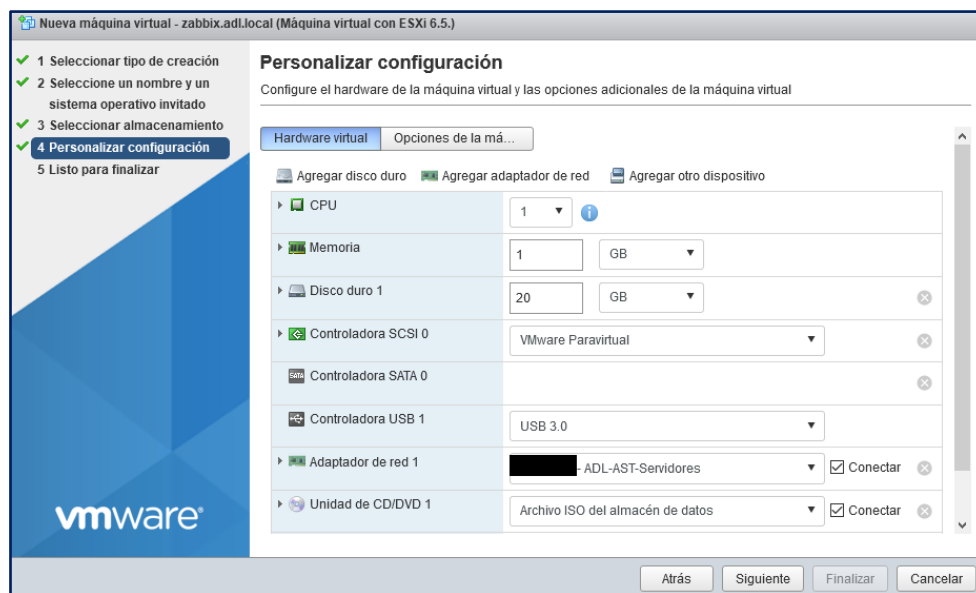 Nueva máquina virtual - zabbix.adl.local (Máquina virtual con ESXi 6.5.)
1 Seleccionar tipo de creación
2 Seleccione un nombre y un
sistema operativo invitado
3 Seleccionar almacenamiento
4 Personalizar configuración
5 Listo para finalizar
vmware®
Personalizar configuración
Configure el hardware de la máquina virtual y las opciones adicionales de la máquina virtual
Hardware virtual Opciones de la má...
Agregar disco duro Agregar adaptador de red Agregar otro dispositivo
CPU 1
Memoria 1 GB
Disco duro 1 20 GB
Controladora SCSI 0 VMware Paravirtual
SATA Controladora SATA 0
Controladora USB 1 USB 3.0
Adaptador de red 1 - ADL-AST-Servidores Conectar
Unidad de CD/DVD 1 Archivo ISO del almacén de datos Conectar
Atrás Siguiente Finalizar Cancelar